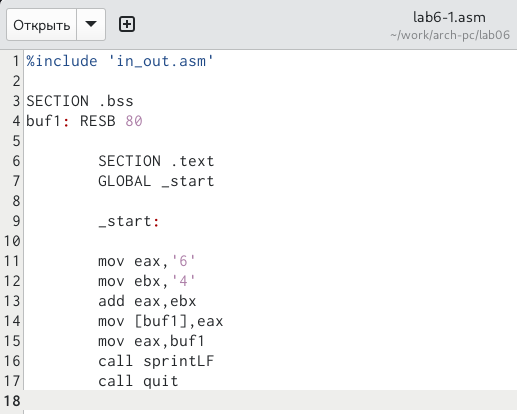 Открыть
lab6-1.asm
~/work/arch-pc/lab06
1 %include 'in_out.asm'
2
3 SECTION .bss
4 buf1: RESB 80
5
6 SECTION .text
7 GLOBAL _start
8
9 _start:
10
11 mov eax,'6'
12 mov ebx,'4'
13 add eax,ebx
14 mov [buf1],eax
15 mov eax,buf1
16 call sprintLF
17 call quit
18